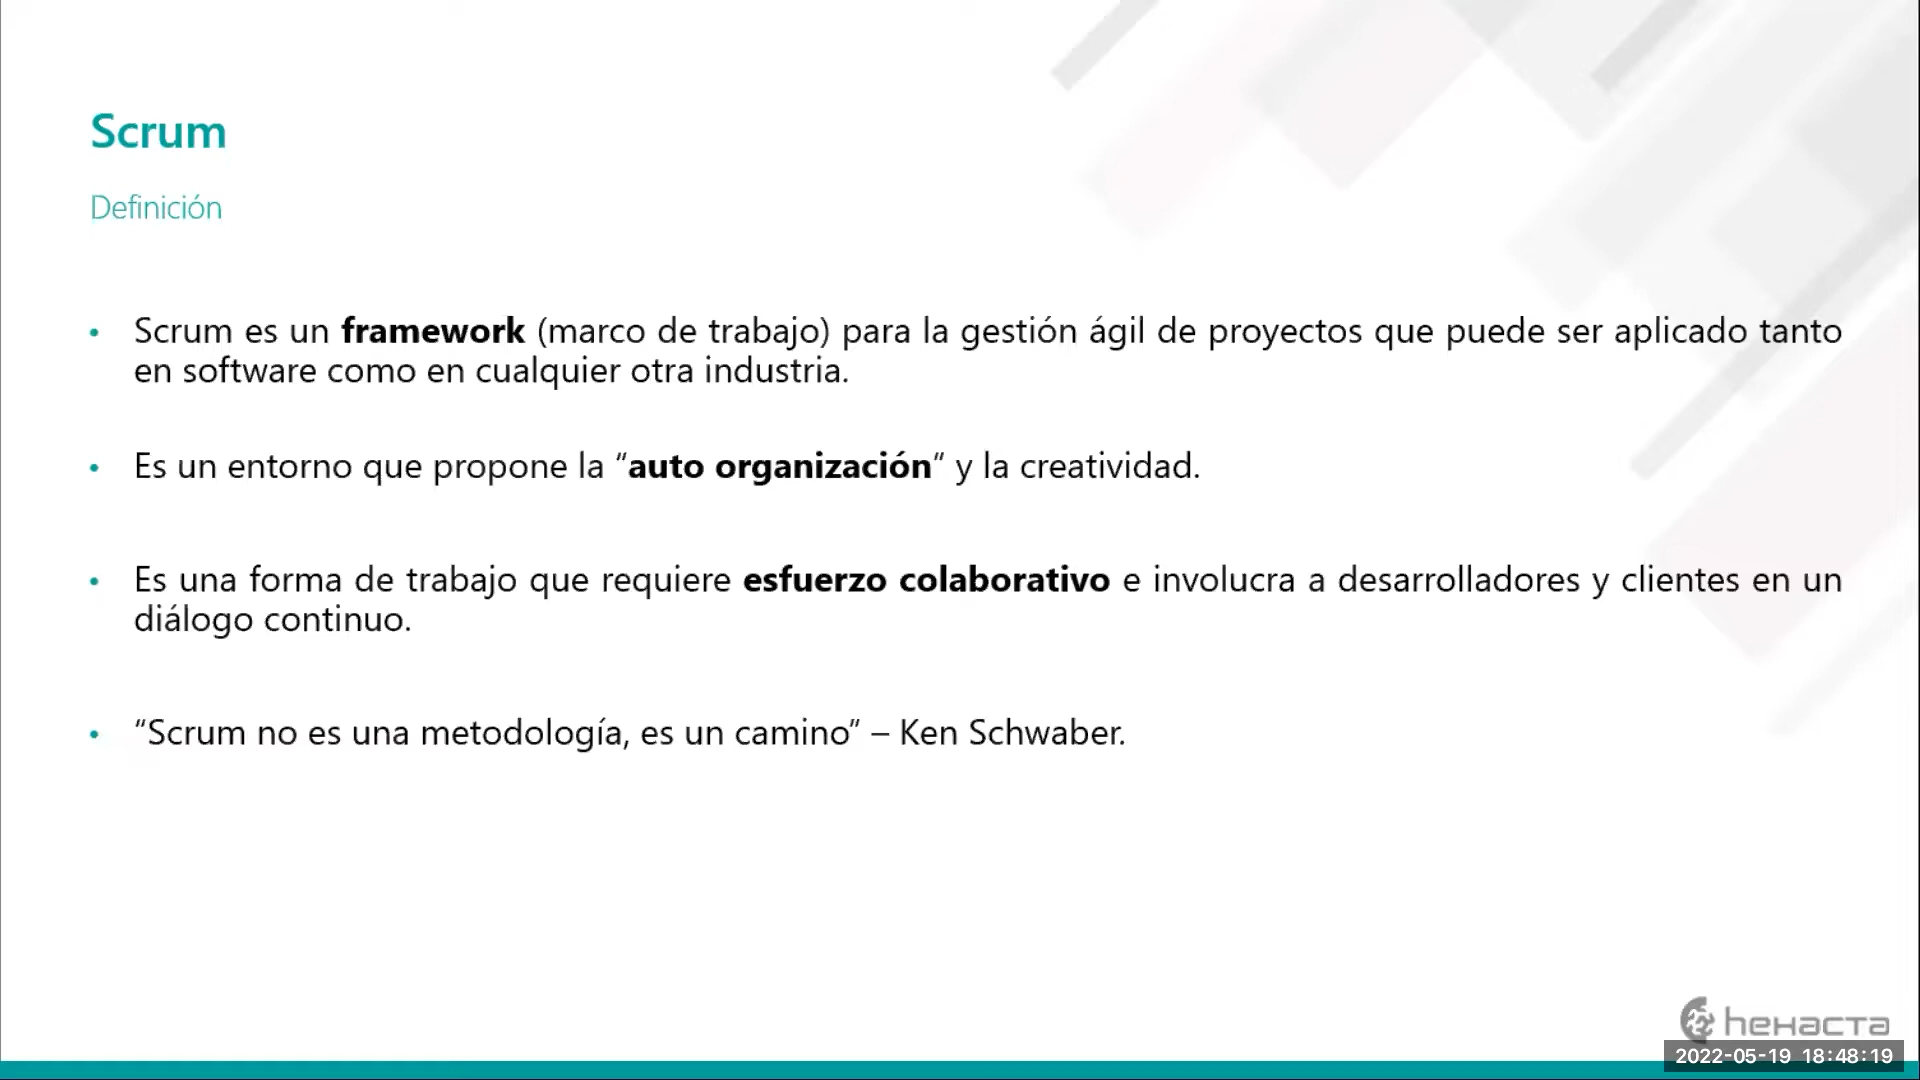 Scrum
Definición
• Scrum es un framework (marco de trabajo) para la gestión ágil de proyectos que puede ser aplicado tanto
en software como en cualquier otra industria.
• Es un entorno que propone la “auto organización” y la creatividad.
• Es una forma de trabajo que requiere esfuerzo colaborativo e involucra a desarrolladores y clientes en un
diálogo continuo.
• “Scrum no es una metodología, es un camino” – Ken Schwaber.
henacta
2022-05-19 18:48:19